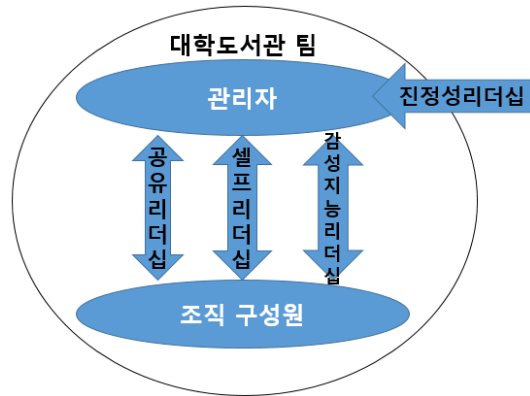 대학도서관 팀
관리자
진정성리더십
공유리더십
셀프리더십
감성지능리더십
조직 구성원